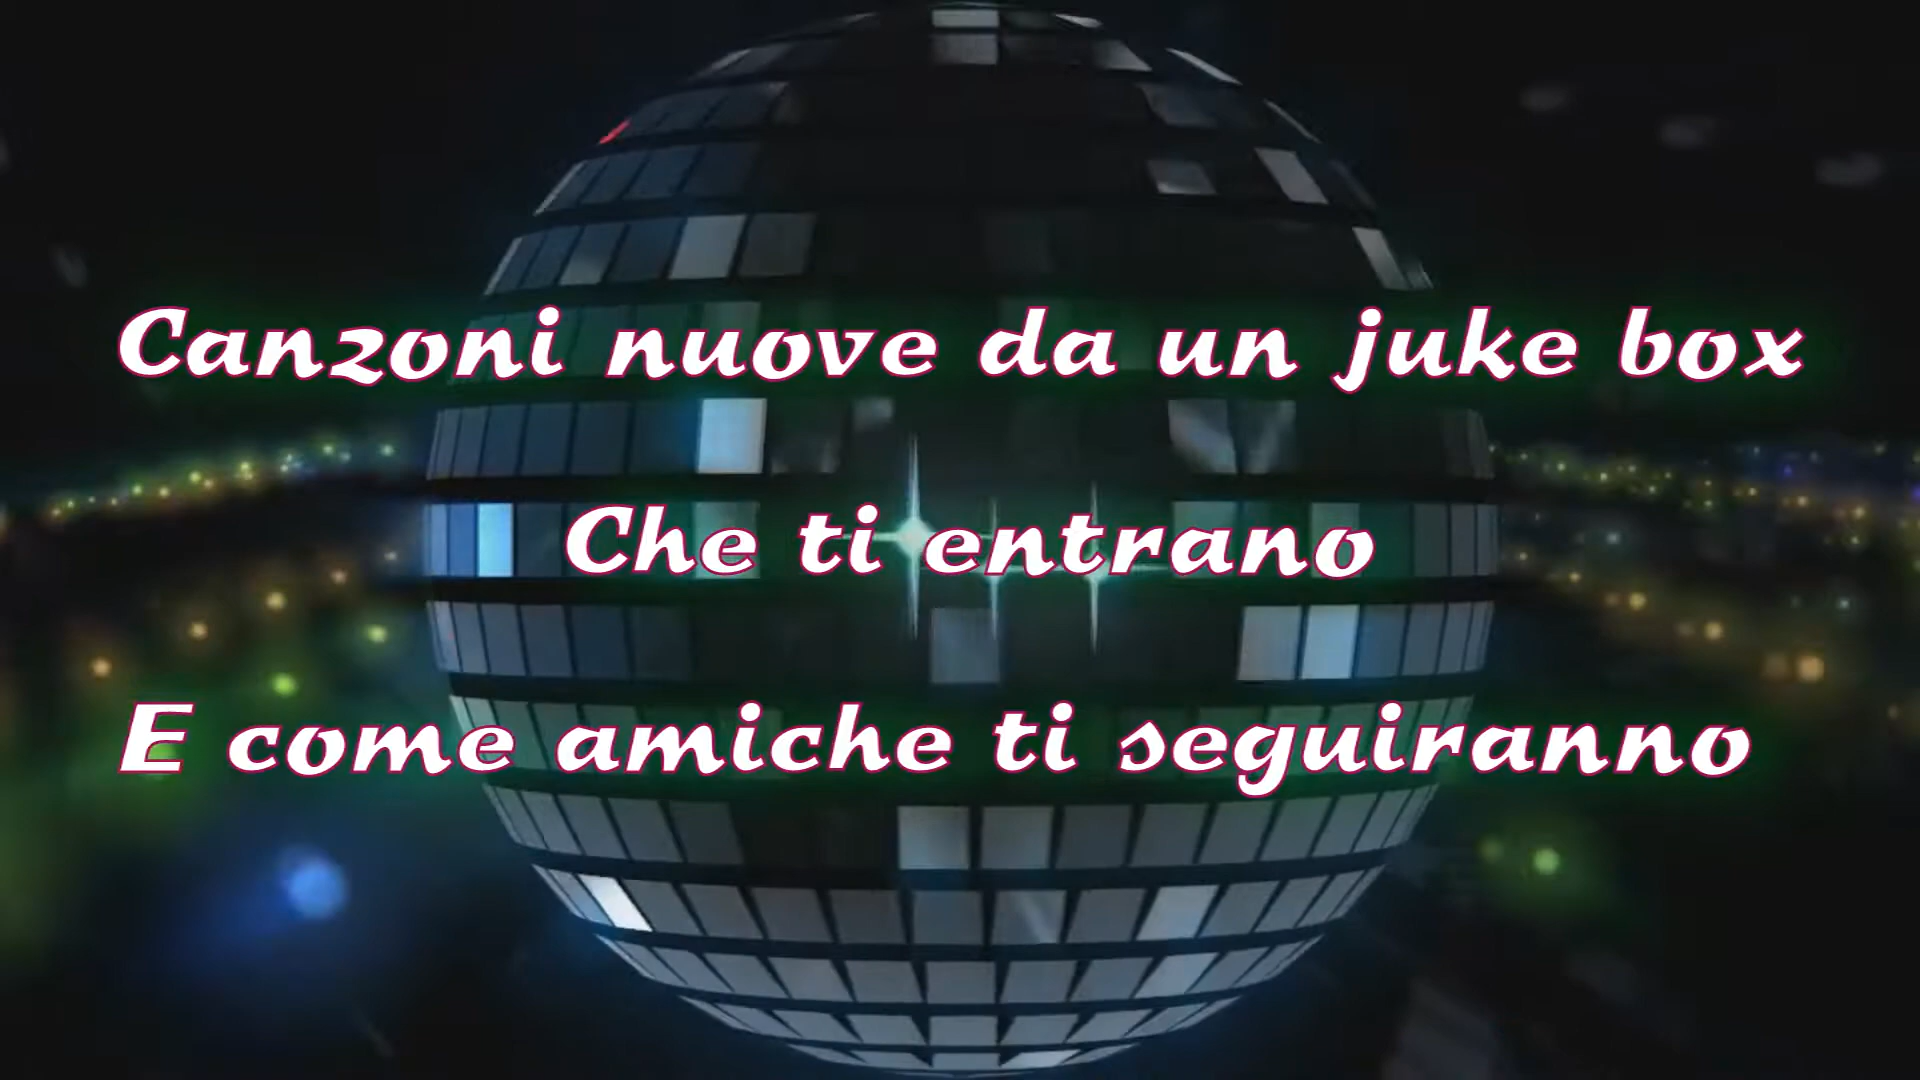 Canzoni nuove da un juke box
Che ti entrano
E come amiche ti seguiranno